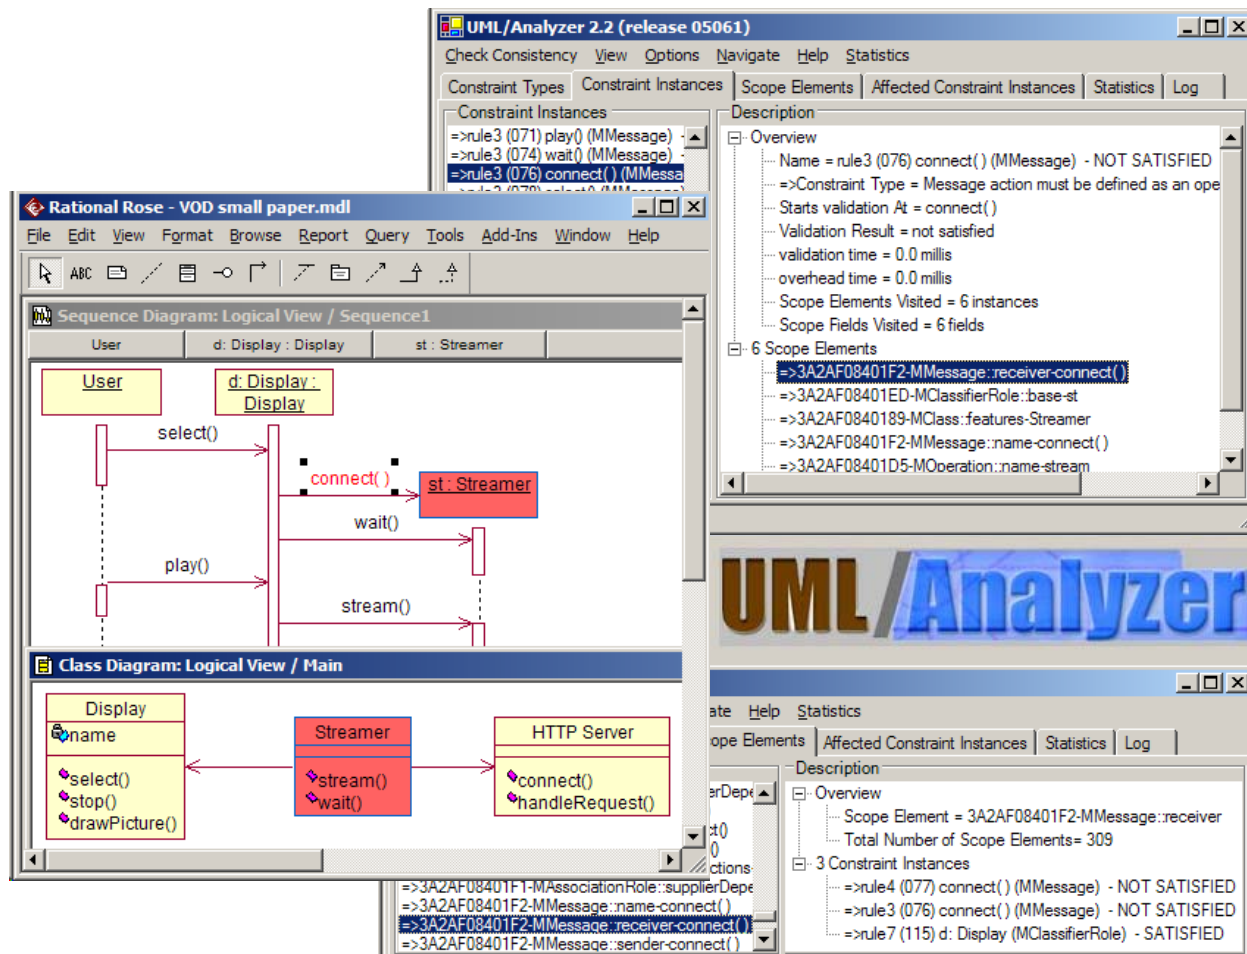 UML/Analyzer 2.2 (release 05061)
Check Consistency View Options Navigate Help Statistics
Constraint Types Constraint Instances Scope Elements Affected Constraint Instances Statistics Log
Constraint Instances
=>rule3 (071) play() (MMessage) -
=>rule3 (074) wait() (MMessage) -
=>rule3 (076) connect( ) (MMessa
Description
Overview
Name = rule3 (076) connect( ) (MMessage) - NOT SATISFIED
=>Constraint Type = Message action must be defined as an ope
Starts validation At = connect( )
Validation Result = not satisfied
validation time = 0.0 millis
overhead time = 0.0 millis
Scope Elements Visited = 6 instances
Scope Fields Visited = 6 fields
6 Scope Elements
=>3A2AF08401F2-MMessage::receiver-connect( )
=>3A2AF08401ED-MClassifierRole::base-st
=>3A2AF0840189-MClass::features-Streamer
=>3A2AF08401F2-MMessage::name-connect( )
=>3A2AF08401D5-MOperation::name-stream
Rational Rose - VOD small paper.mdl
File Edit View Format Browse Report Query Tools Add-Ins Window Help
ABC
Sequence Diagram: Logical View / Sequence1
User d: Display : Display st : Streamer
User
d: Display :
Display
select()
connect( )
st : Streamer
wait()
play()
stream()
Class Diagram: Logical View / Main
Display
name
select()
stop()
drawPicture()
Streamer
stream()
wait()
HTTP Server
connect()
handleRequest()
UML/Analyzer
ate Help Statistics
ope Elements Affected Constraint Instances Statistics Log
erDepe
ct()
()
ctions-
=>3A2AF08401F1-MAssociationRole::supplierDepe
=>3A2AF08401F2-MMessage::name-connect( )
=>3A2AF08401F2-MMessage::receiver-connect()
=>3A2AF08401F2-MMessage::sender-connect( )
Description
Overview
Scope Element = 3A2AF08401F2-MMessage::receiver
Total Number of Scope Elements= 309
3 Constraint Instances
=>rule4 (077) connect( ) (MMessage) - NOT SATISFIED
=>rule3 (076) connect( ) (MMessage) - NOT SATISFIED
=>rule7 (115) d: Display (MClassifierRole) - SATISFIED